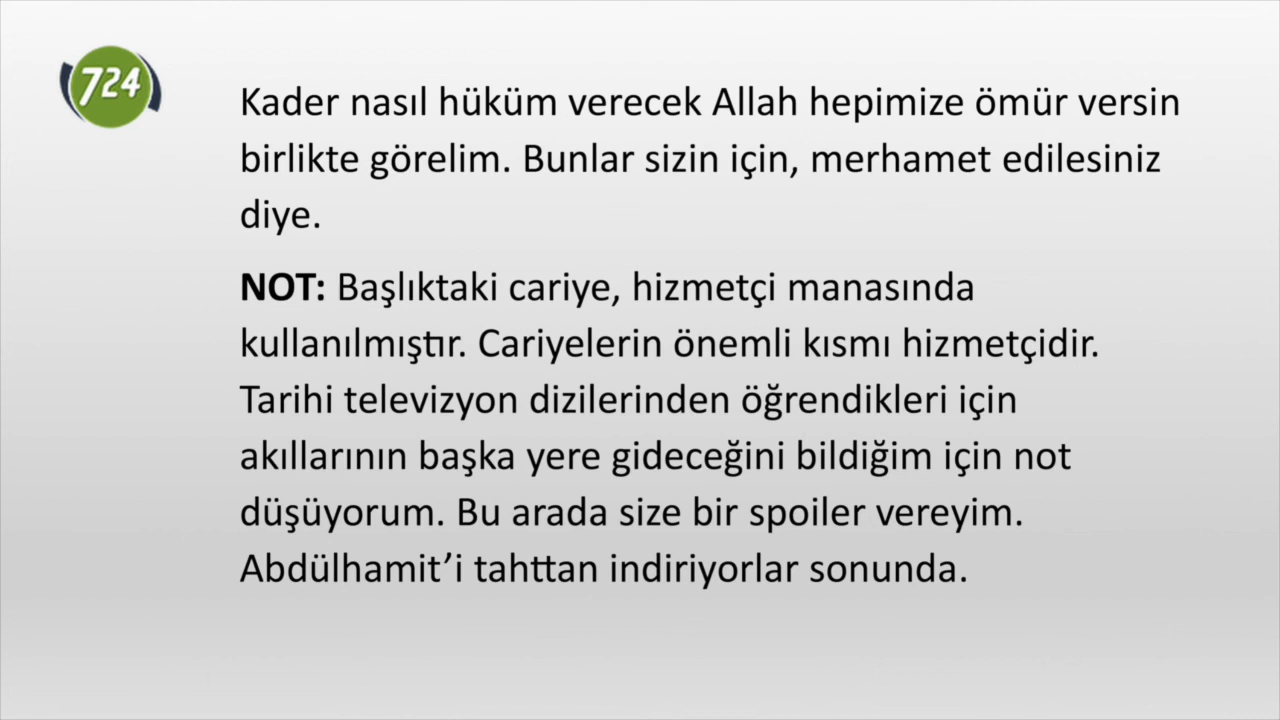 724
Kader nasıl hüküm verecek Allah hepimize ömür versin
birlikte görelim. Bunlar sizin için, merhamet edilesiniz
diye.
NOT: Başlıktaki cariye, hizmetçi manasında
kullanılmıştır. Cariyelerin önemli kısmı hizmetçidir.
Tarihi televizyon dizilerinden öğrendikleri için
akıllarının başka yere gideceğini bildiğim için not
düşüyorum. Bu arada size bir spoiler vereyim.
Abdülhamit’i tahttan indiriyorlar sonunda.